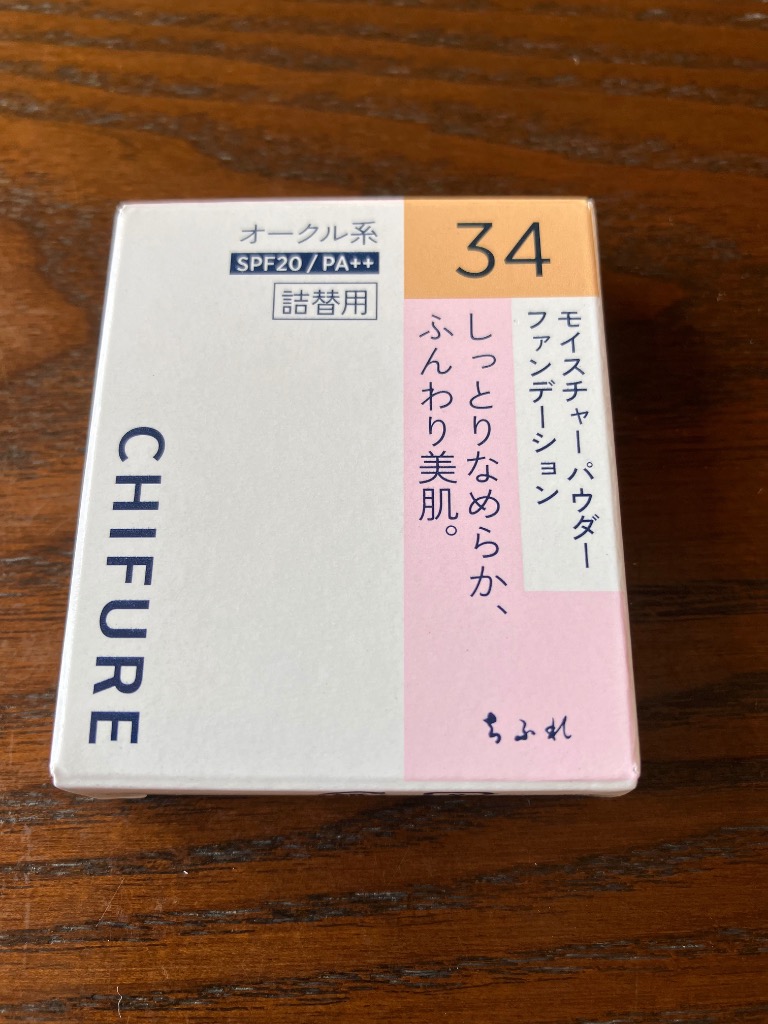 オークル系
SPF20 / PA++
詰替用
34
モイスチャー パウダー
ファンデーション
しっとりなめらか、
ふんわり美肌。
CHIFURE
ちふれ